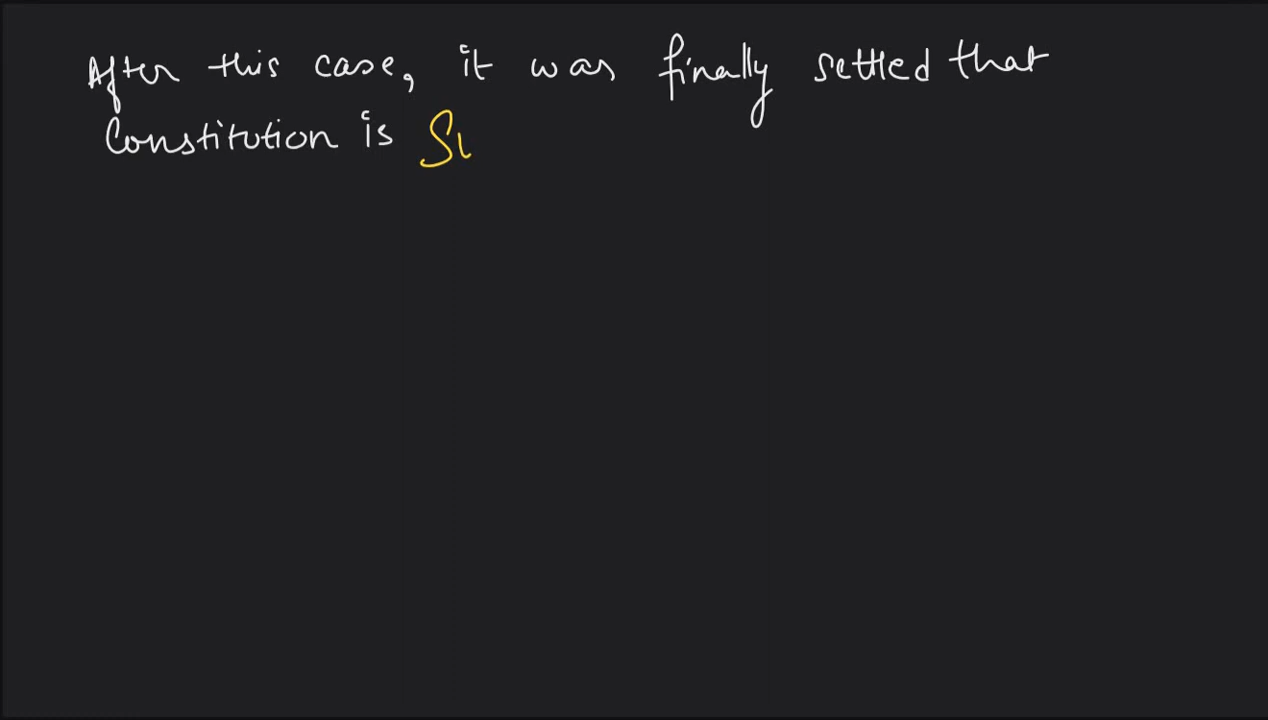 After this case, it was finally settled that
Constitution is